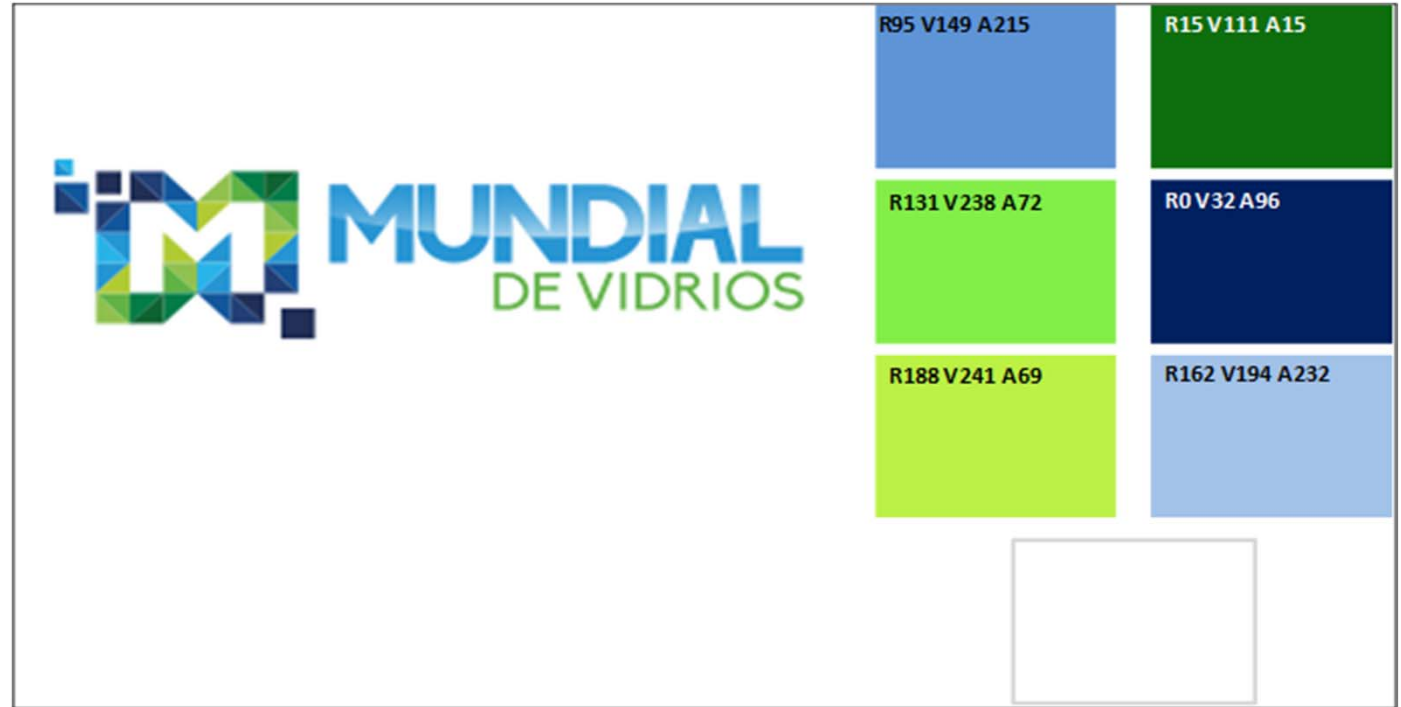 MUNDIAL
DE VIDRIOS
R95 V149 A215
R15 V111 A15
R131 V238 A72
R0 V32 A96
R188 V241 A69
R162 V194 A232